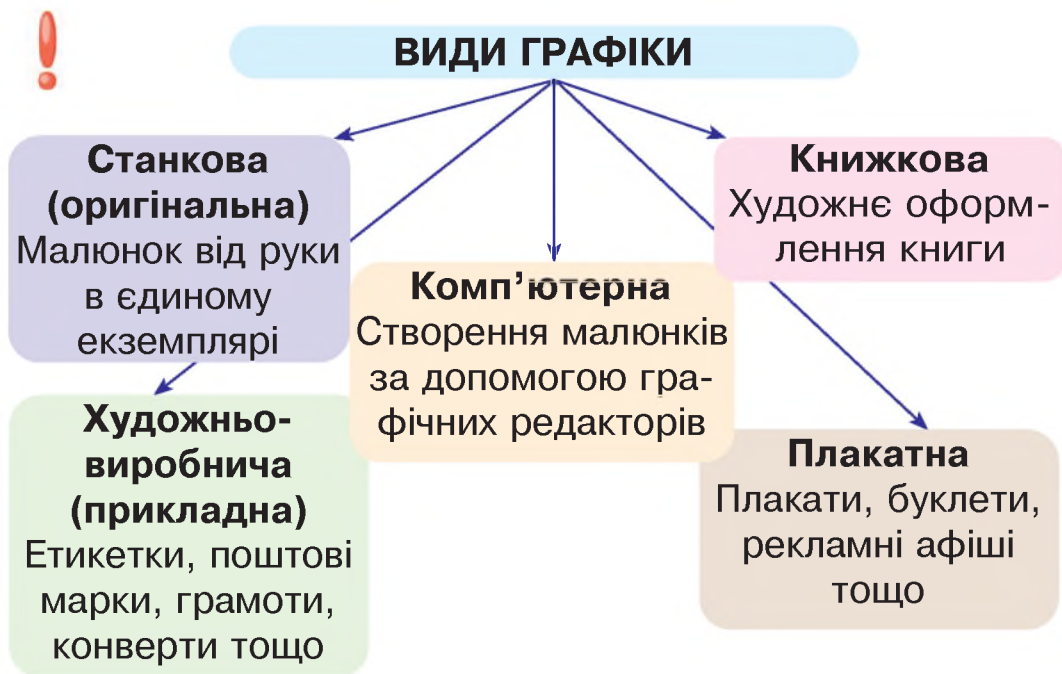 ВИДИ ГРАФІКИ
Станкова
(оригінальна)
Малюнок від руки
в єдиному
екземплярі
Книжкова
Художнє оформ-
лення книги
Комп’ютерна
Створення малюнків
за допомогою гра-
фічних редакторів
Художньо-
виробнича
(прикладна)
Етикетки, поштові
марки, грамоти,
конверти тощо
Плакатна
Плакати, буклети,
рекламні афіші
тощо